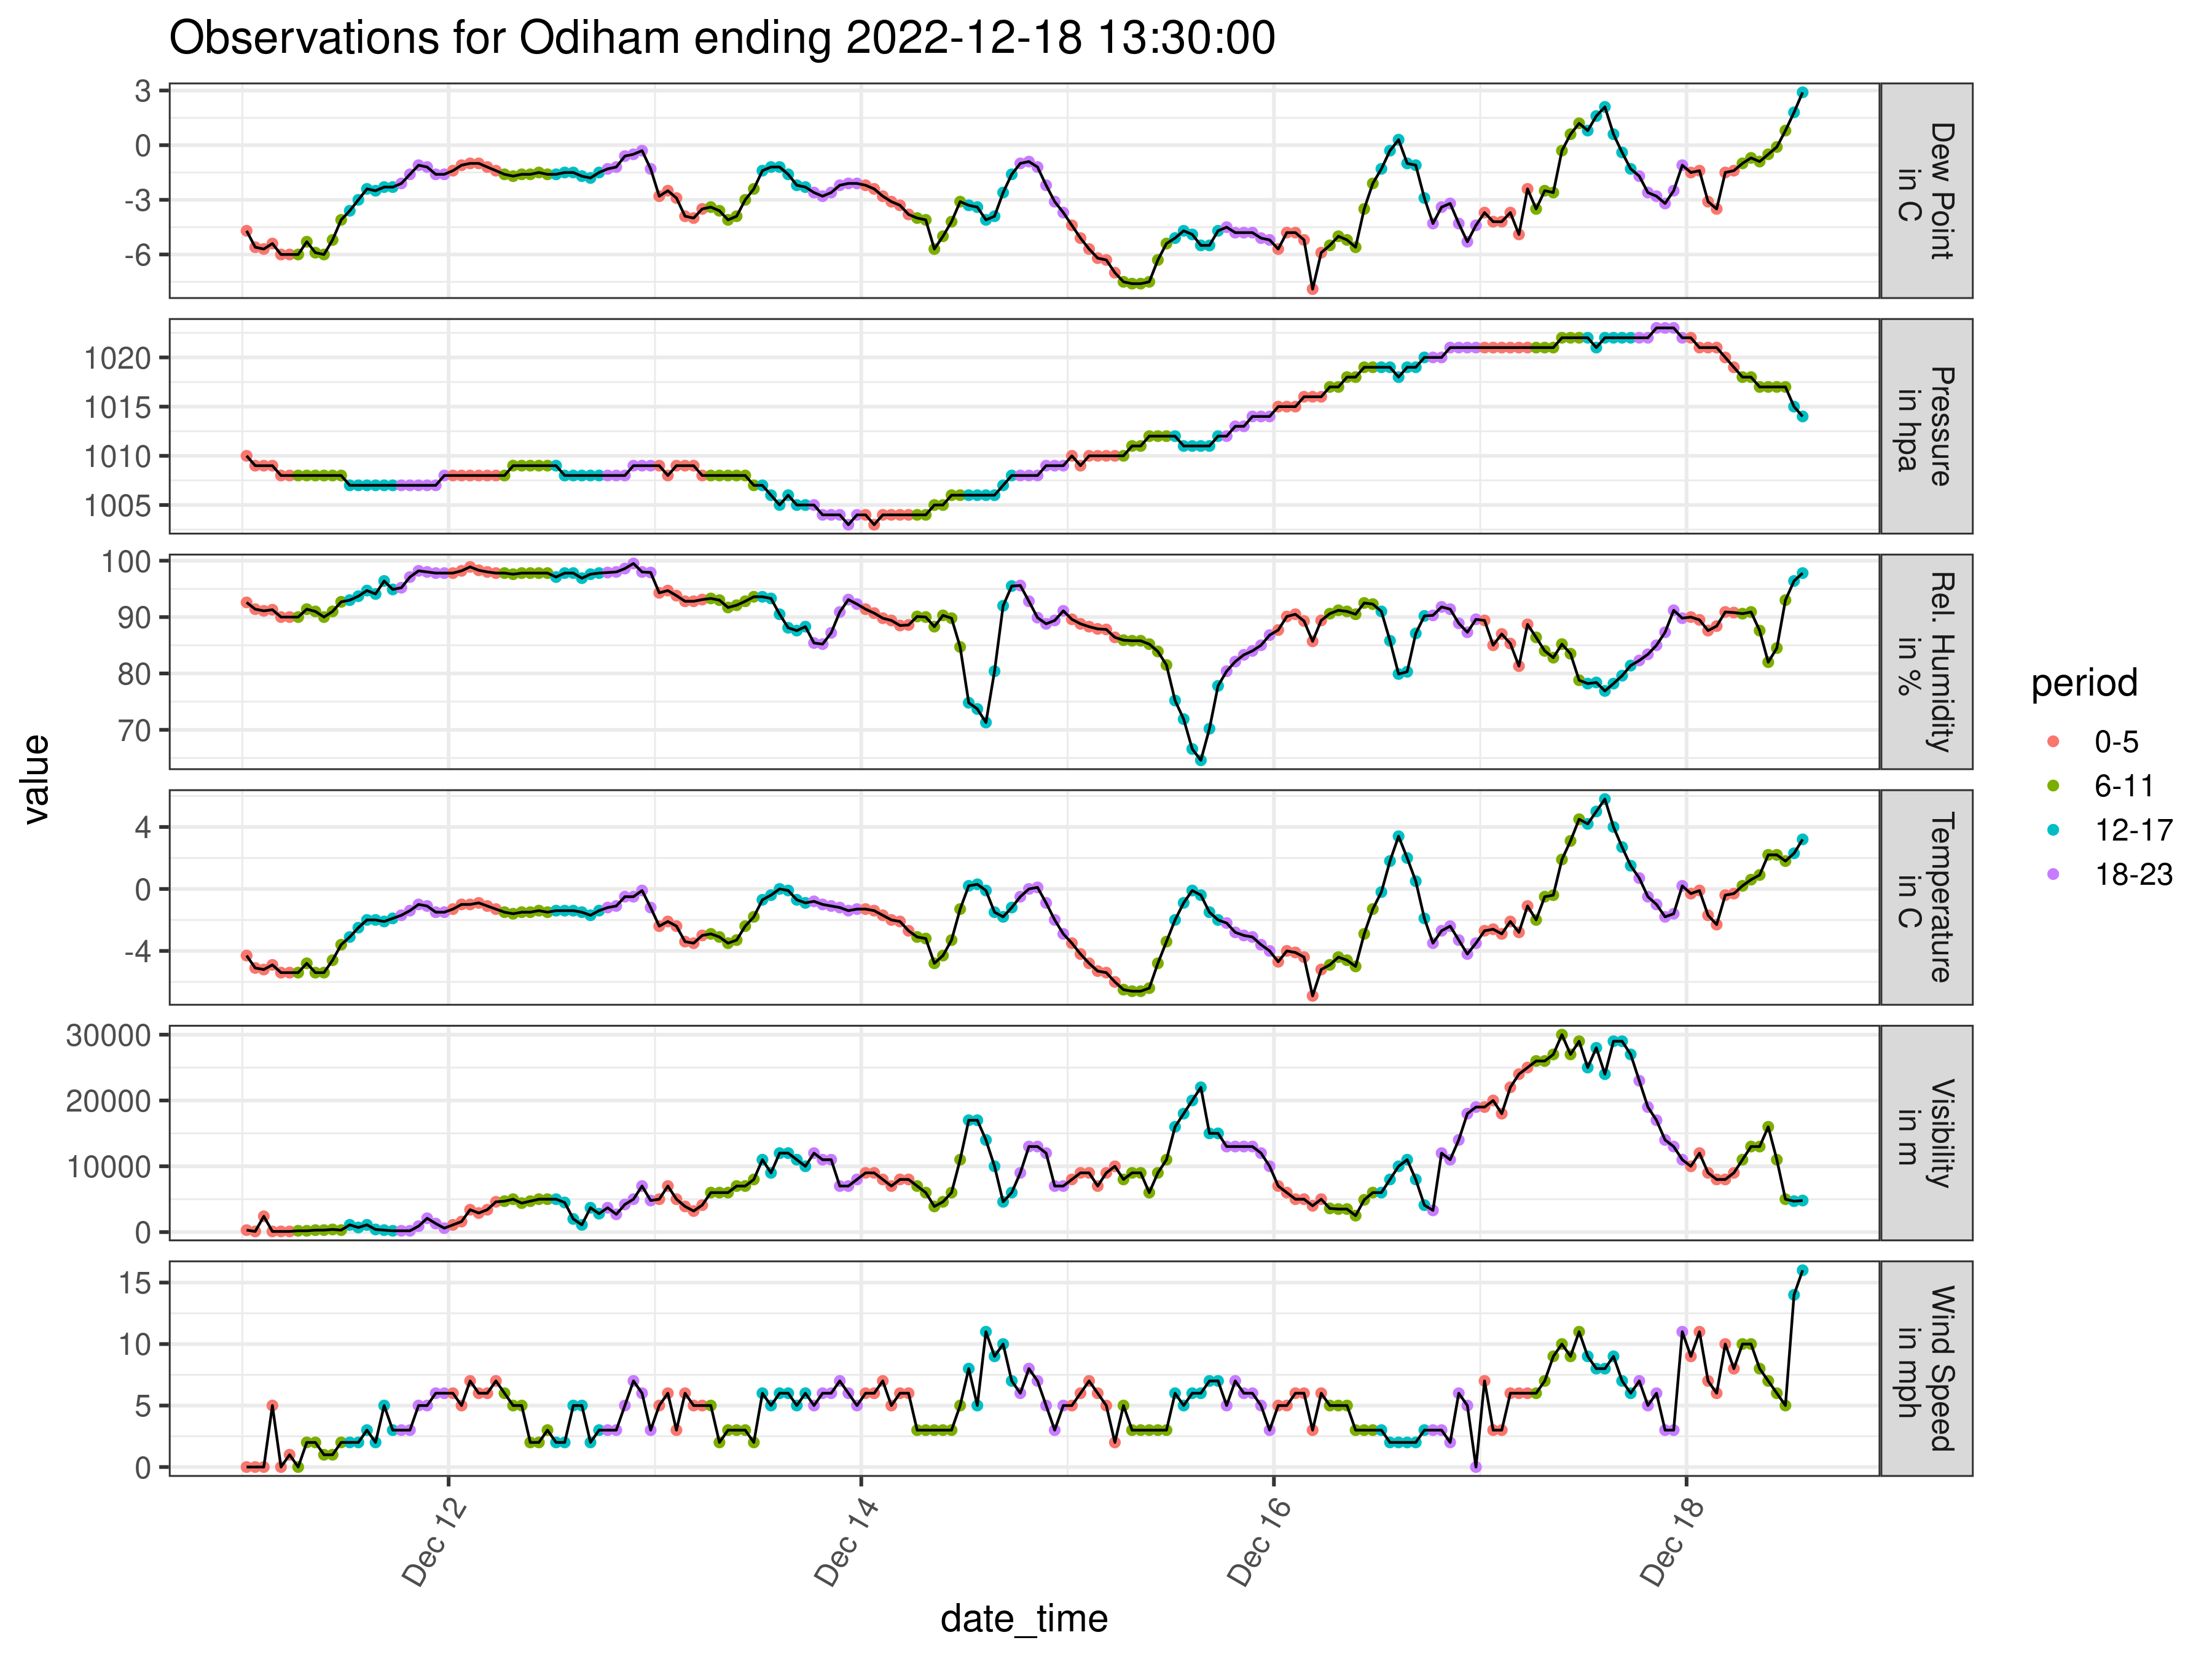 Observations for Odiham ending 2022-12-18 13:30:00
value
3
0
-3
-6
Dew Point
in C
1020
1015
1010
1005
Pressure
in hpa
100
90
80
70
Rel. Humidity
in %
4
0
-4
Temperature
in C
30000
20000
10000
0
Visibility
in m
15
10
5
0
Wind Speed
in mph
Dec 12
Dec 14
Dec 16
Dec 18
date_time
period
0-5
6-11
12-17
18-23